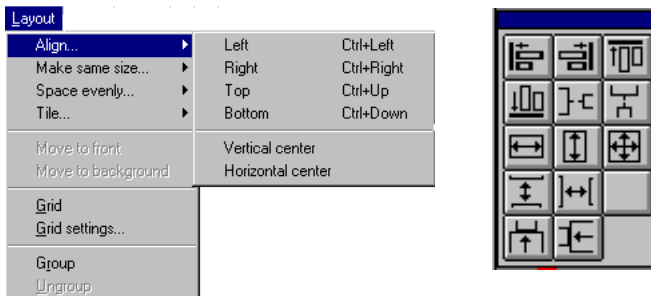 Layout
Align...
Make same size...
Space evenly...
Tile...
Move to front
Move to background
Grid
Grid settings...
Group
Ungroup
Left Ctrl+Left
Right Ctrl+Right
Top Ctrl+Up
Bottom Ctrl+Down
Vertical center
Horizontal center